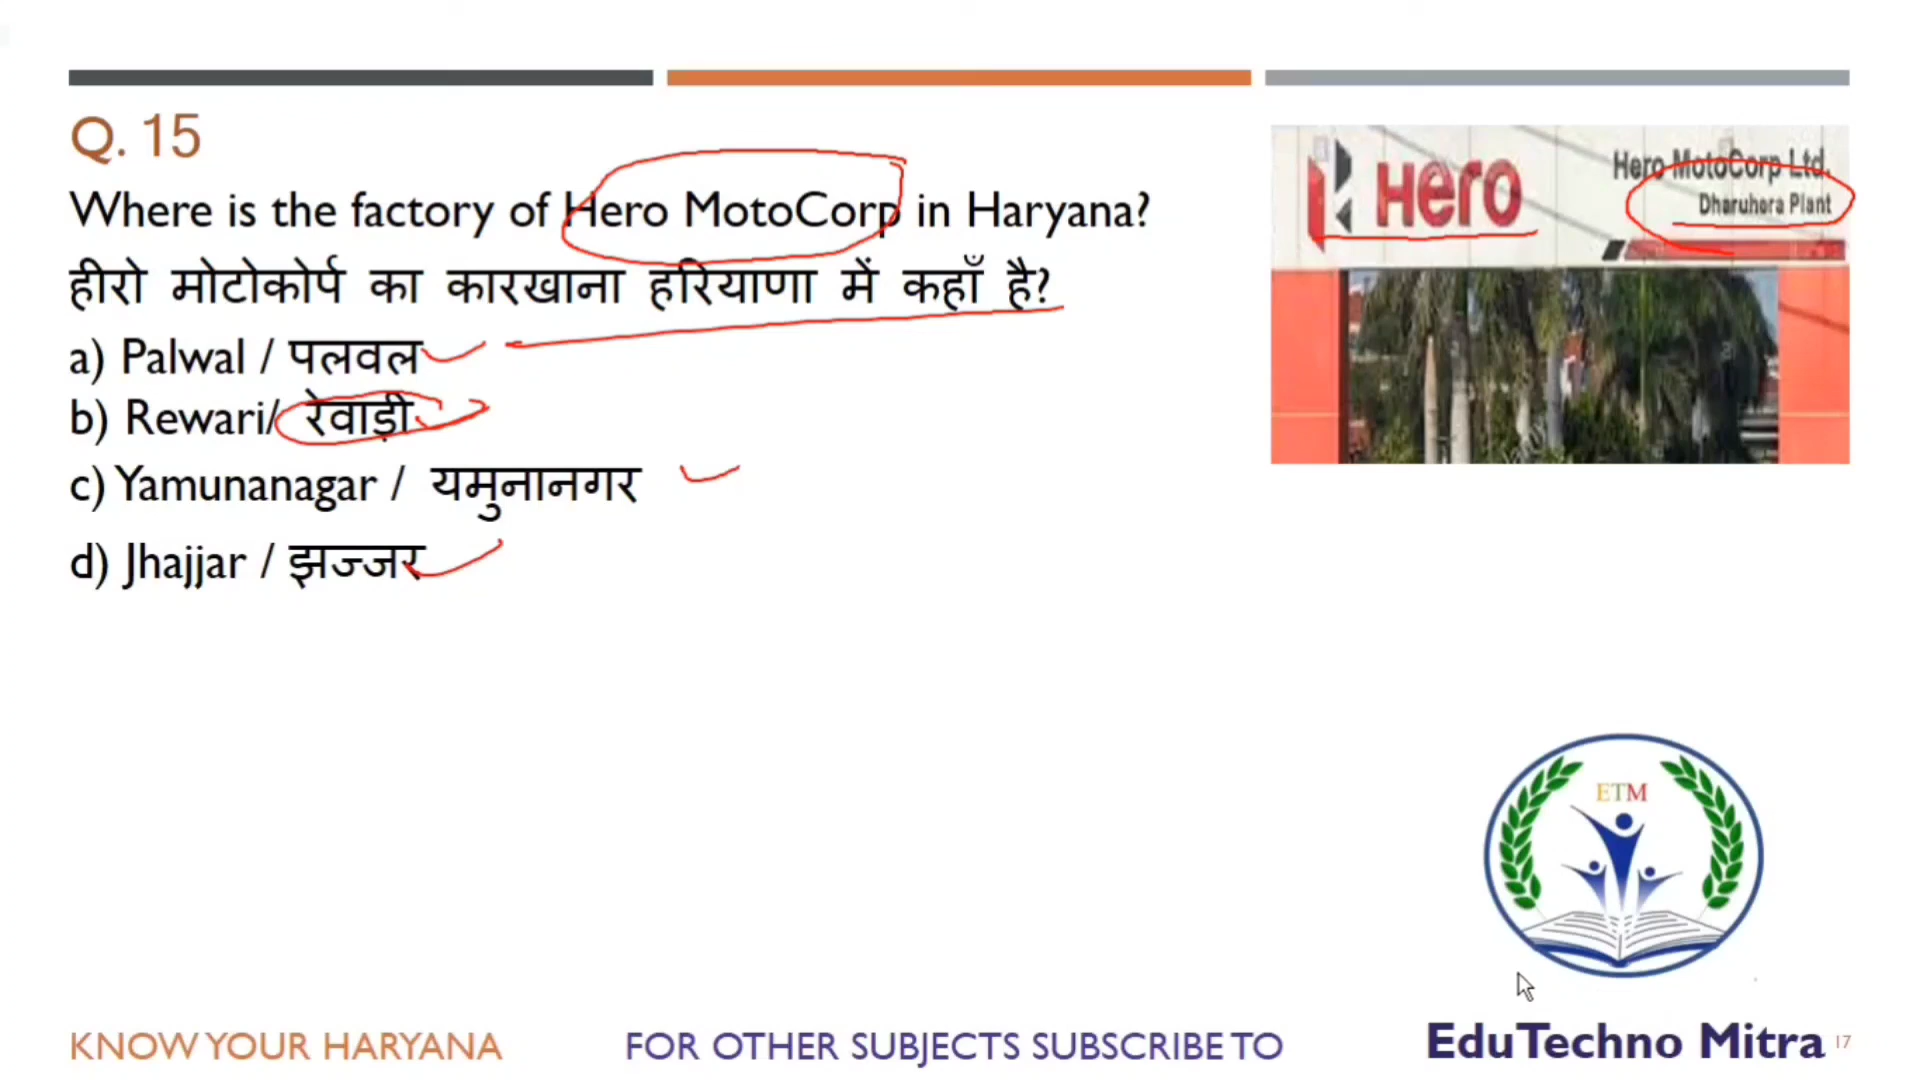 Q. 15
Where is the factory of Hero MotoCorp in Haryana?
हीरो मोटोकोर्प का कारखाना हरियाणा में कहाँ है?
a) Palwal / पलवल
b) Rewari/ रेवाड़ी
c) Yamunanagar / यमुनानगर
d) Jhajjar / झज्जर
Hero
Hero MotoCorp Ltd.
Dharuhera Plant
ETM
KNOW YOUR HARYANA
FOR OTHER SUBJECTS SUBSCRIBE TO
EduTechno Mitra
17